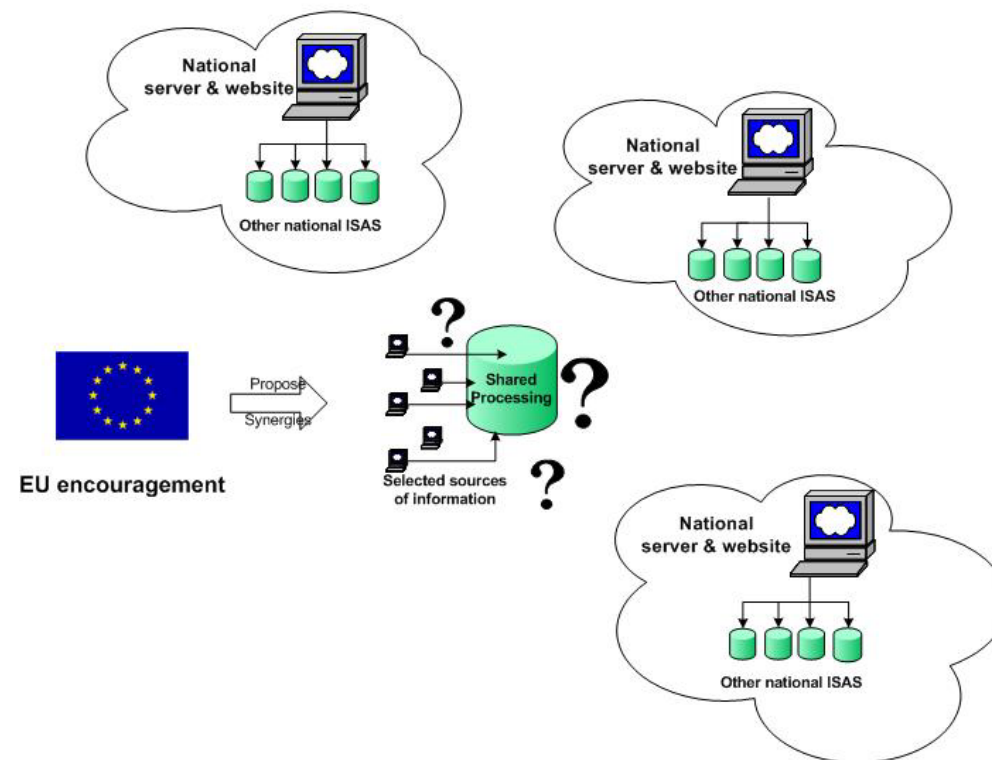 National
server & website
Other national ISAS
National
server & website
Other national ISAS
?
Shared
Processing
?
Propose
Synergies
EU encouragement
Selected sources
of information
?
National
server & website
Other national ISAS